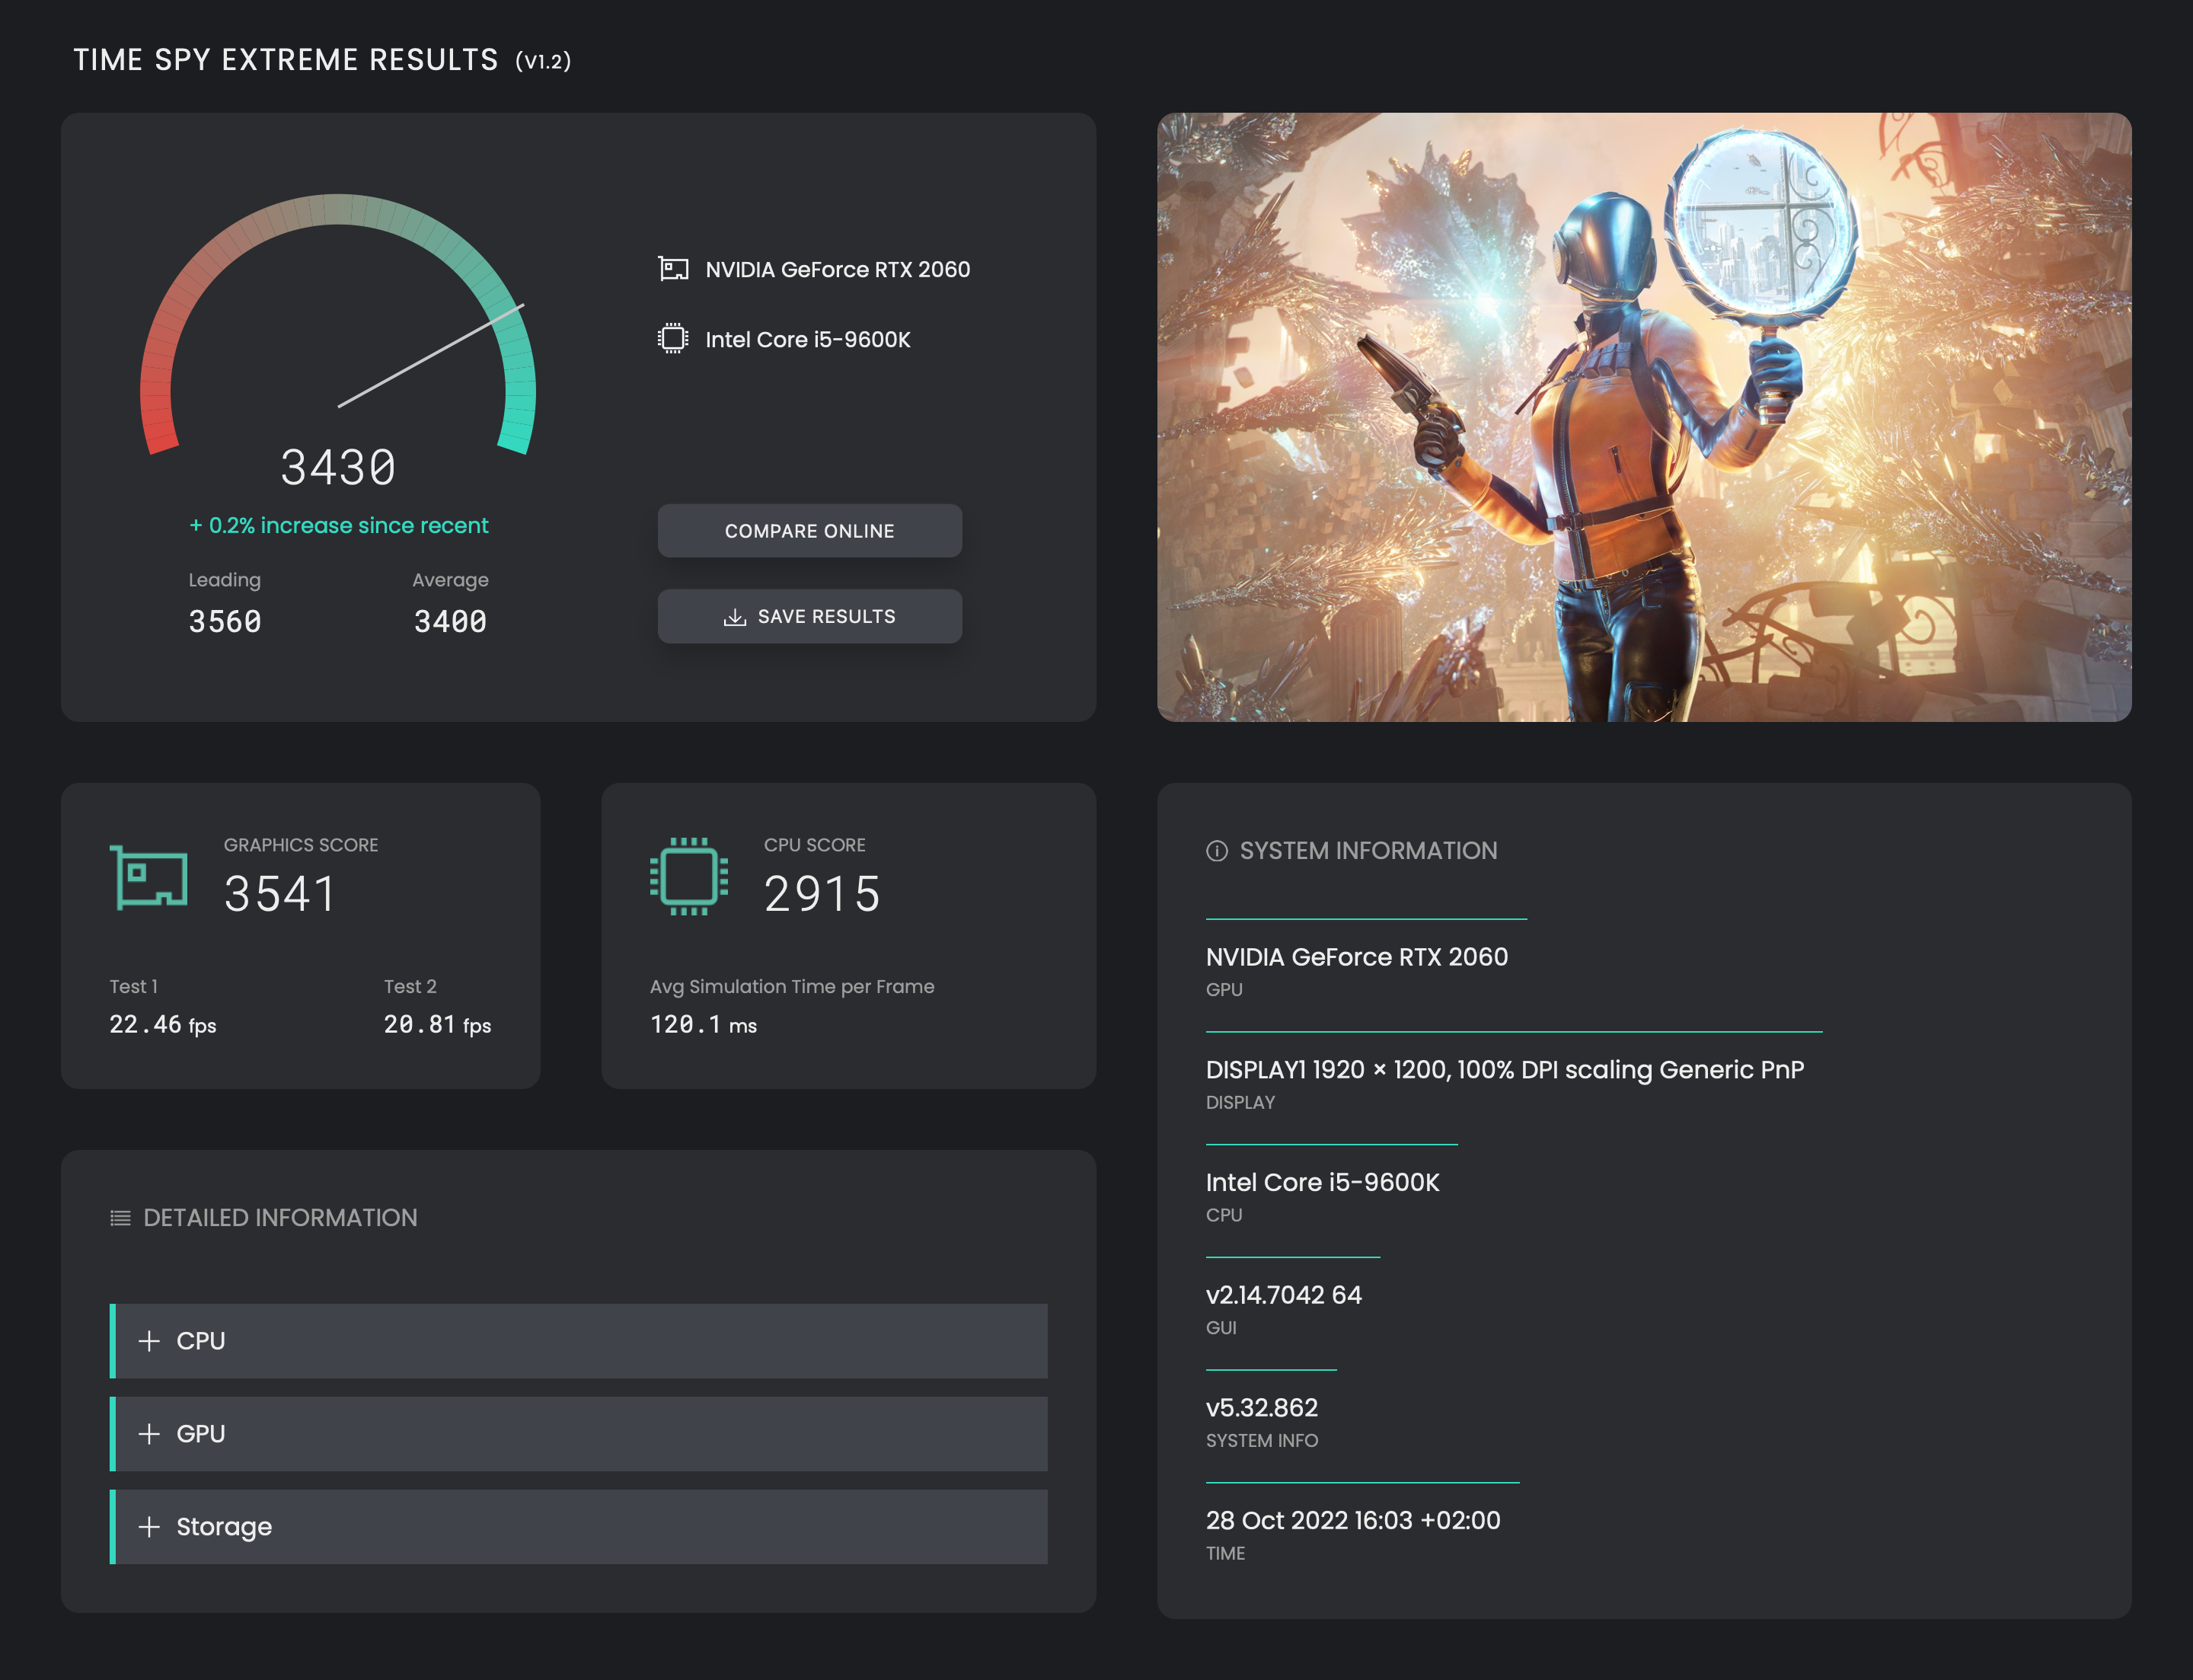 TIME SPY EXTREME RESULTS (V1.2)
NVIDIA GeForce RTX 2060
Intel Core i5-9600K
3430
+ 0.2% increase since recent
Leading Average
3560 3400
COMPARE ONLINE
SAVE RESULTS
GRAPHICS SCORE
3541
Test 1 Test 2
22.46 fps 20.81 fps
CPU SCORE
2915
Avg Simulation Time per Frame
120.1 ms
DETAILED INFORMATION
CPU
GPU
Storage
SYSTEM INFORMATION
NVIDIA GeForce RTX 2060
GPU
DISPLAY1 1920 × 1200, 100% DPI scaling Generic PnP
DISPLAY
Intel Core i5-9600K
CPU
v2.14.7042 64
GUI
v5.32.862
SYSTEM INFO
28 Oct 2022 16:03 +02:00
TIME